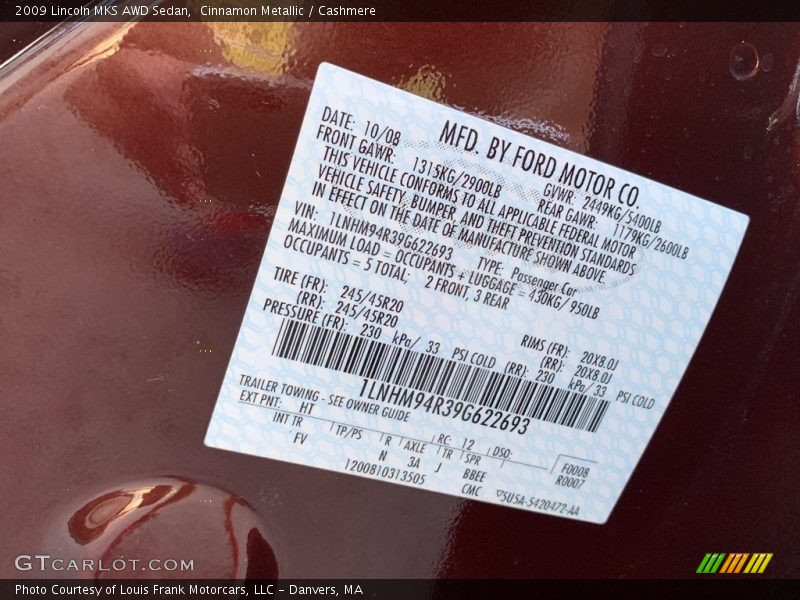 2009 Lincoln MKS AWD Sedan, Cinnamon Metallic / Cashmere
MFD. BY FORD MOTOR CO.
DATE: 10/08 GVWR: 2449KG/5400LB
FRONT GAWR: 1315KG/2900LB REAR GAWR: 1179KG/2600LB
THIS VEHICLE CONFORMS TO ALL APPLICABLE FEDERAL MOTOR
VEHICLE SAFETY, BUMPER, AND THEFT PREVENTION STANDARDS
IN EFFECT ON THE DATE OF MANUFACTURE SHOWN ABOVE
VIN: 1LNHM94R39G622693 TYPE: Passenger Car
MAXIMUM LOAD = OCCUPANTS + LUGGAGE = 430KG/950LB
OCCUPANTS = 5 TOTAL: 2 FRONT, 3 REAR
TIRE (FR): 245/45R20 RIMS (FR): 20X8.0J
(RR): 245/45R20 (RR): 20X8.0J
PRESSURE (FR): 230 kPa/ 33 PSI COLD (RR): 230 kPa/ 33 PSI COLD
1LNHM94R39G622693
TRAILER TOWING - SEE OWNER GUIDE
EXT PNT: HT RC: 12 DSO:
INT TR TP/PS R AXLE TR SPR F0008
FV N 3A J BBEE R0007
1200810313505 CMC 5USA-5420472-AA
GTCARLOT.COM
Photo Courtesy of Louis Frank Motorcars, LLC - Danvers, MA